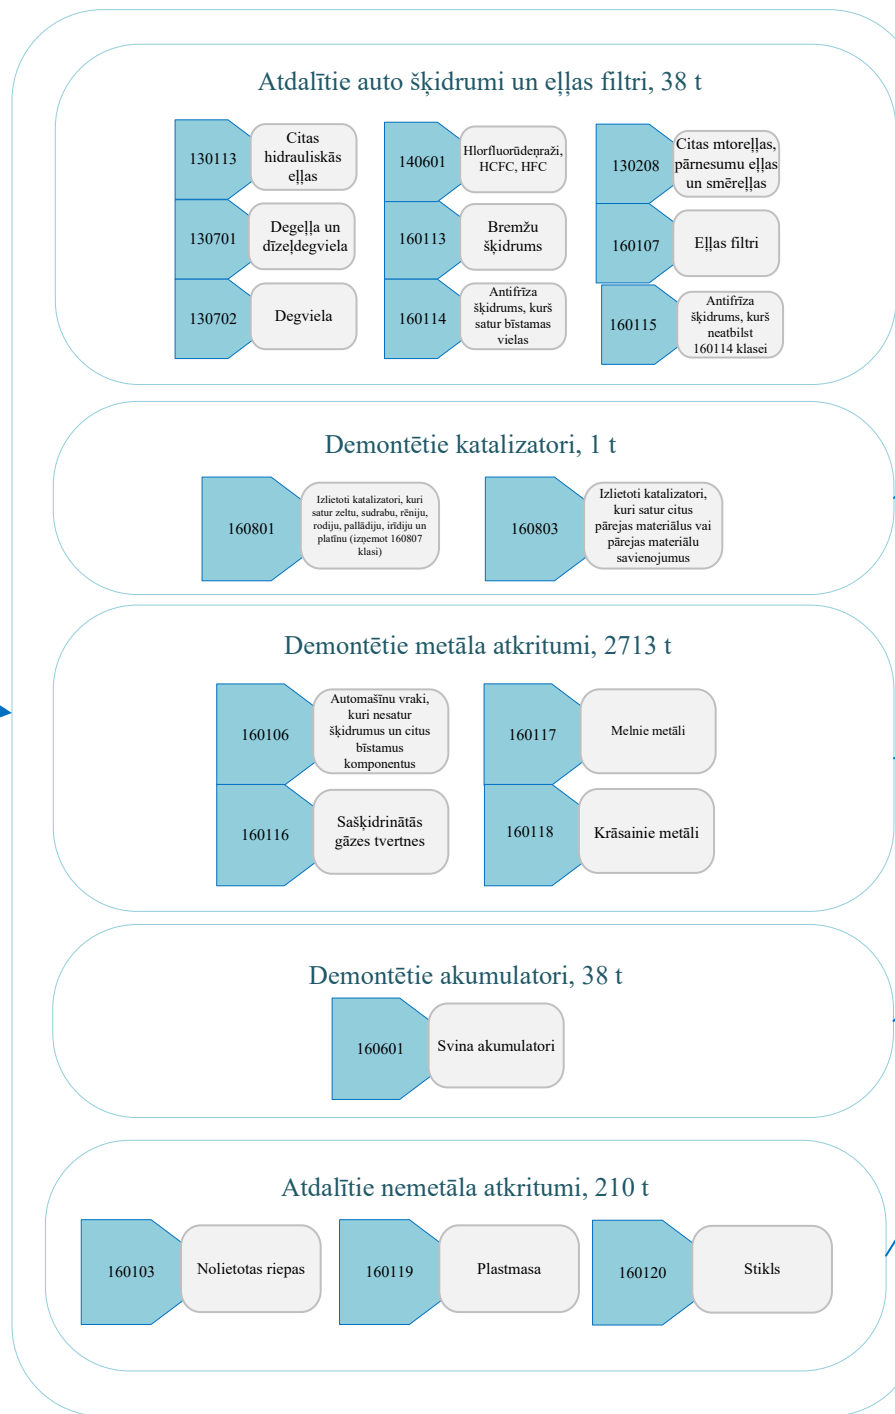 Atdalītie auto šķidrumi un eļļas filtri, 38 t
130113
Citas
hidrauliskās
eļļas
140601
Hlorfluorūdeņraži,
HCFC, HFC
130208
Citas mtoreļļas,
pārnesumu eļļas
un smēreļļas
130701
Degeļļa un
dīzeļdegviela
160113
Bremžu
šķidrums
160107
Eļļas filtri
130702
Degviela
160114
Antifrīza
šķidrums, kurš
satur bīstamas
vielas
160115
Antifrīza
šķidrums, kurš
neatbilst
160114 klasei
Demontētie katalizatori, 1 t
160801
Izlietoti katalizatori, kuri
satur zeltu, sudrabu, rēniju,
rodiju, pallādiju, irīdiju un
platīnu (izņemot 160807
klasi)
160803
Izlietoti katalizatori,
kuri satur citus
pārejas materiālus vai
pārejas materiālu
savienojumus
Demontētie metāla atkritumi, 2713 t
160106
Automašīnu vraki,
kuri nesatur
šķidrumus un citus
bīstamus
komponentus
160117
Melnie metāli
160116
Sašķidrinātās
gāzes tvertnes
160118
Krāsainie metāli
Demontētie akumulatori, 38 t
160601
Svina akumulatori
Atdalītie nemetāla atkritumi, 210 t
160103
Nolietotas riepas
160119
Plastmasa
160120
Stikls